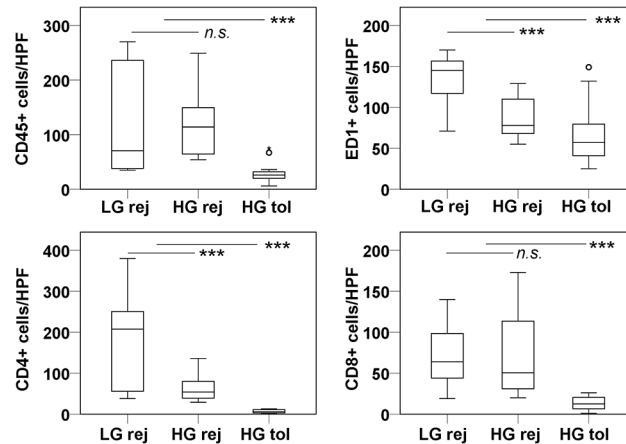 300
200
100
0
CD45+ cells/HPF
n.s.
***
LG rej HG rej HG tol
200
150
100
50
0
ED1+ cells/HPF
***
***
LG rej HG rej HG tol
400
300
200
100
0
CD4+ cells/HPF
***
***
LG rej HG rej HG tol
200
150
100
50
0
CD8+ cells/HPF
n.s.
***
LG rej HG rej HG tol